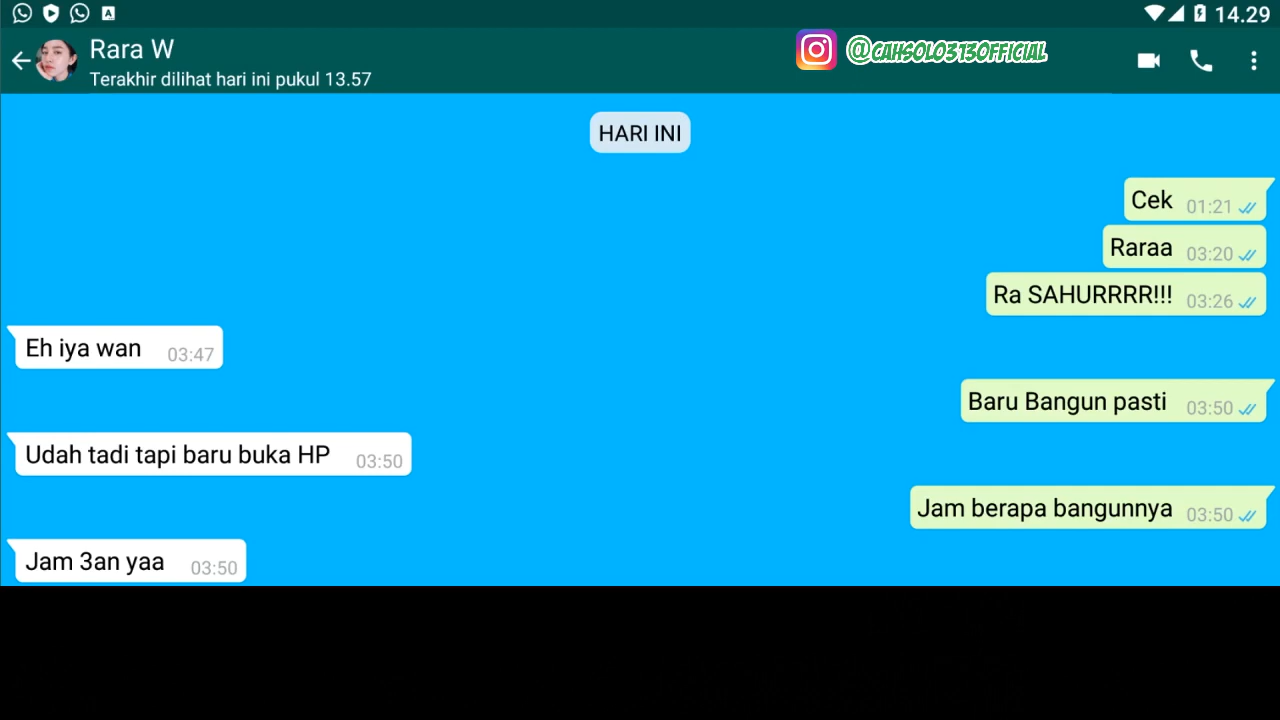 14.29
Rara W
Terakhir dilihat hari ini pukul 13.57
@CAHSOLO313OFFICIAL
HARI INI
Cek 01:21
Raraa 03:20
Ra SAHURRRR!!! 03:26
Eh iya wan 03:47
Baru Bangun pasti 03:50
Udah tadi tapi baru buka HP 03:50
Jam berapa bangunnya 03:50
Jam 3an yaa 03:50